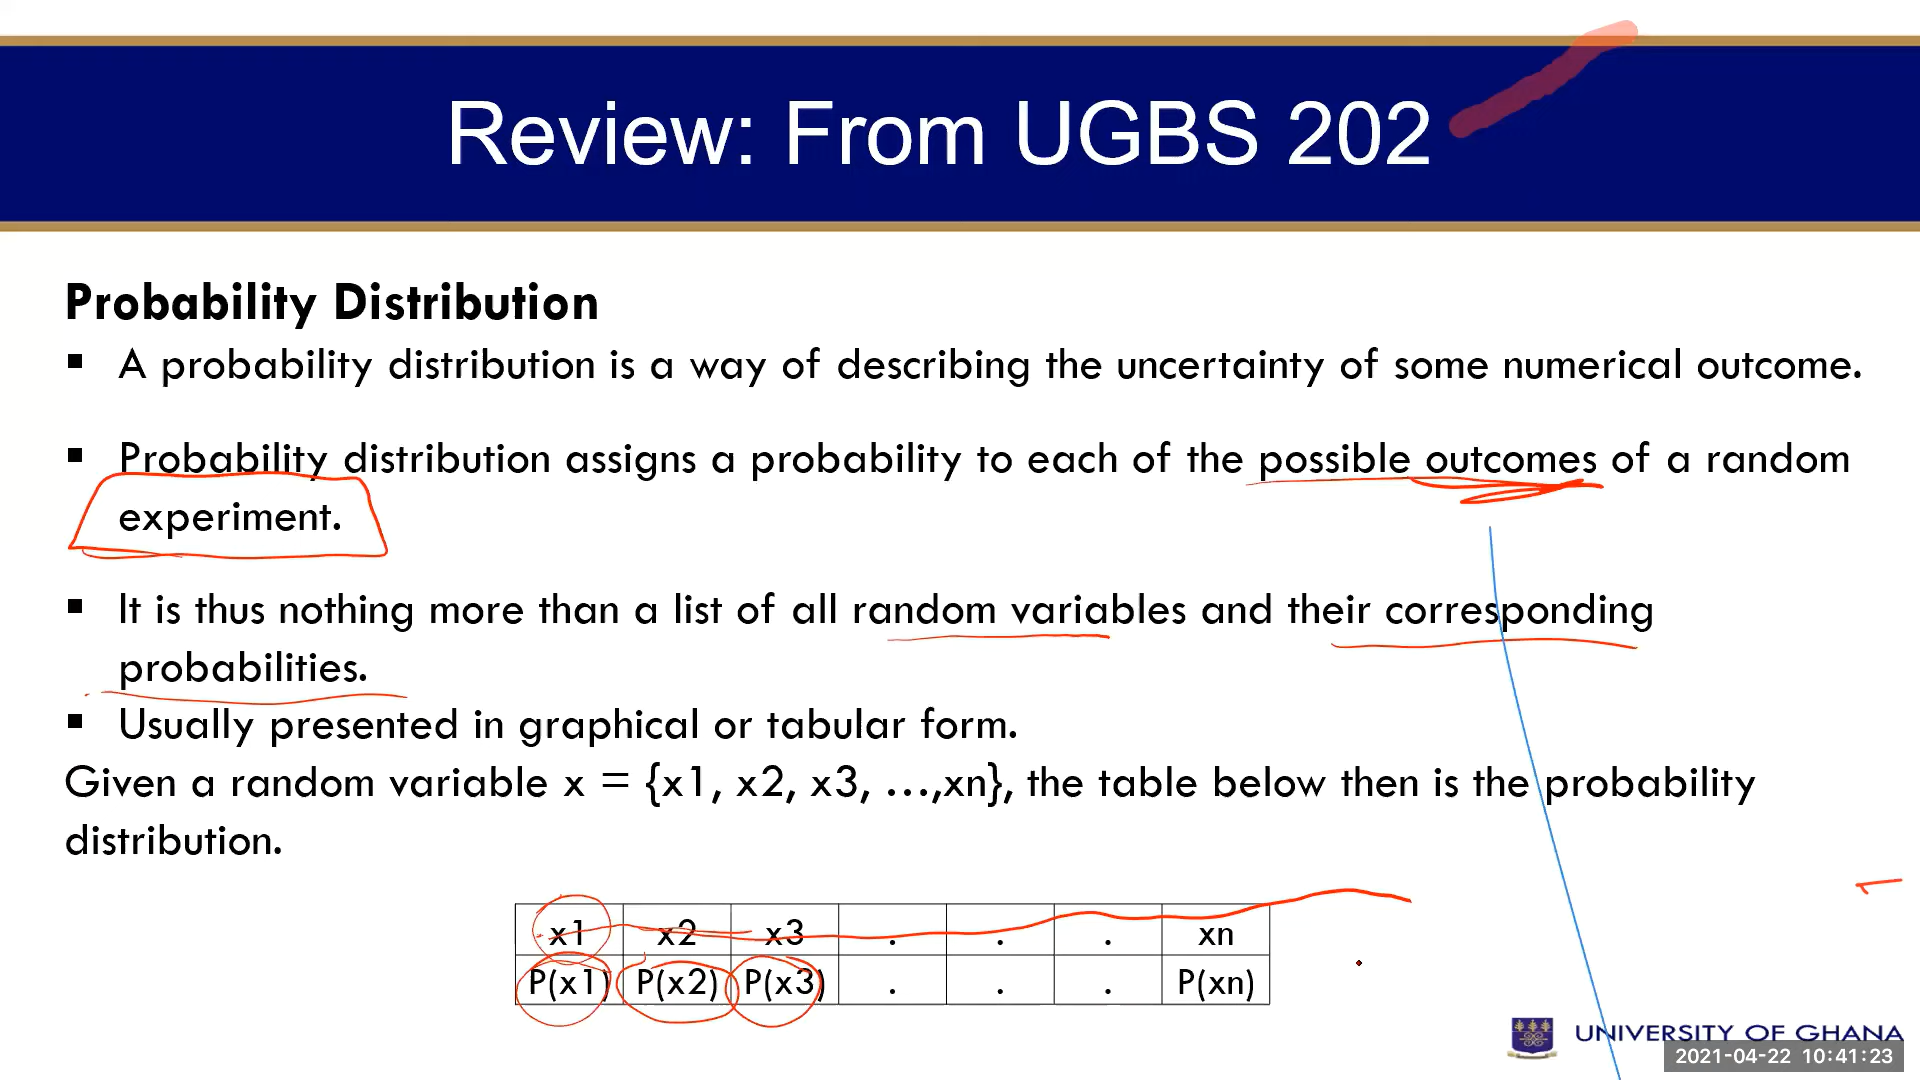 Review: From UGBS 202
Probability Distribution
▪ A probability distribution is a way of describing the uncertainty of some numerical outcome.
▪ Probability distribution assigns a probability to each of the possible outcomes of a random
experiment.
▪ It is thus nothing more than a list of all random variables and their corresponding
probabilities.
▪ Usually presented in graphical or tabular form.
Given a random variable x = {x1, x2, x3, …,xn}, the table below then is the probability
distribution.
x1 x2 x3 . . . xn
P(x1) P(x2) P(x3) . . . P(xn)
UNIVERSITY OF GHANA
2021-04-22 10:41:23